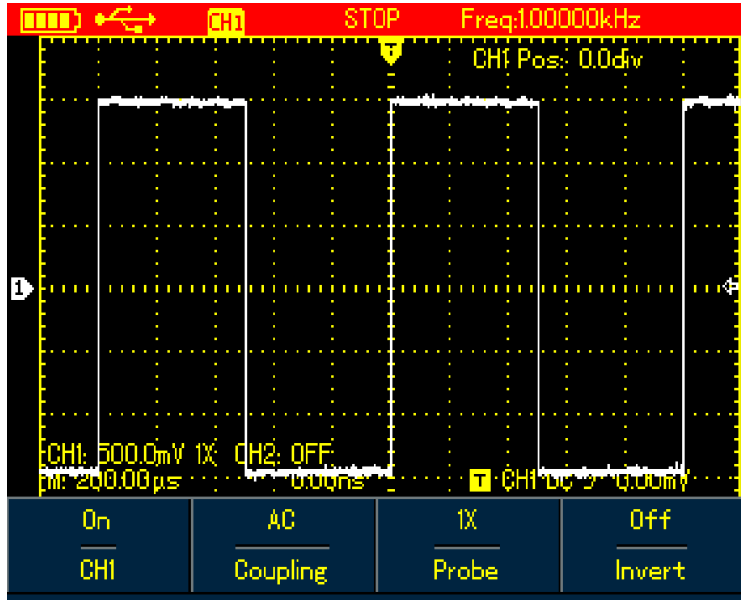 CH1 STOP Freq:1.00000kHz
T
CH1 Pos: 0.0div
1
CH1: 500.0mV 1X CH2: OFF
M: 200.00μs 0.00ns T CH1 DC 0.00mV
On AC 1X Off
CH1 Coupling Probe Invert